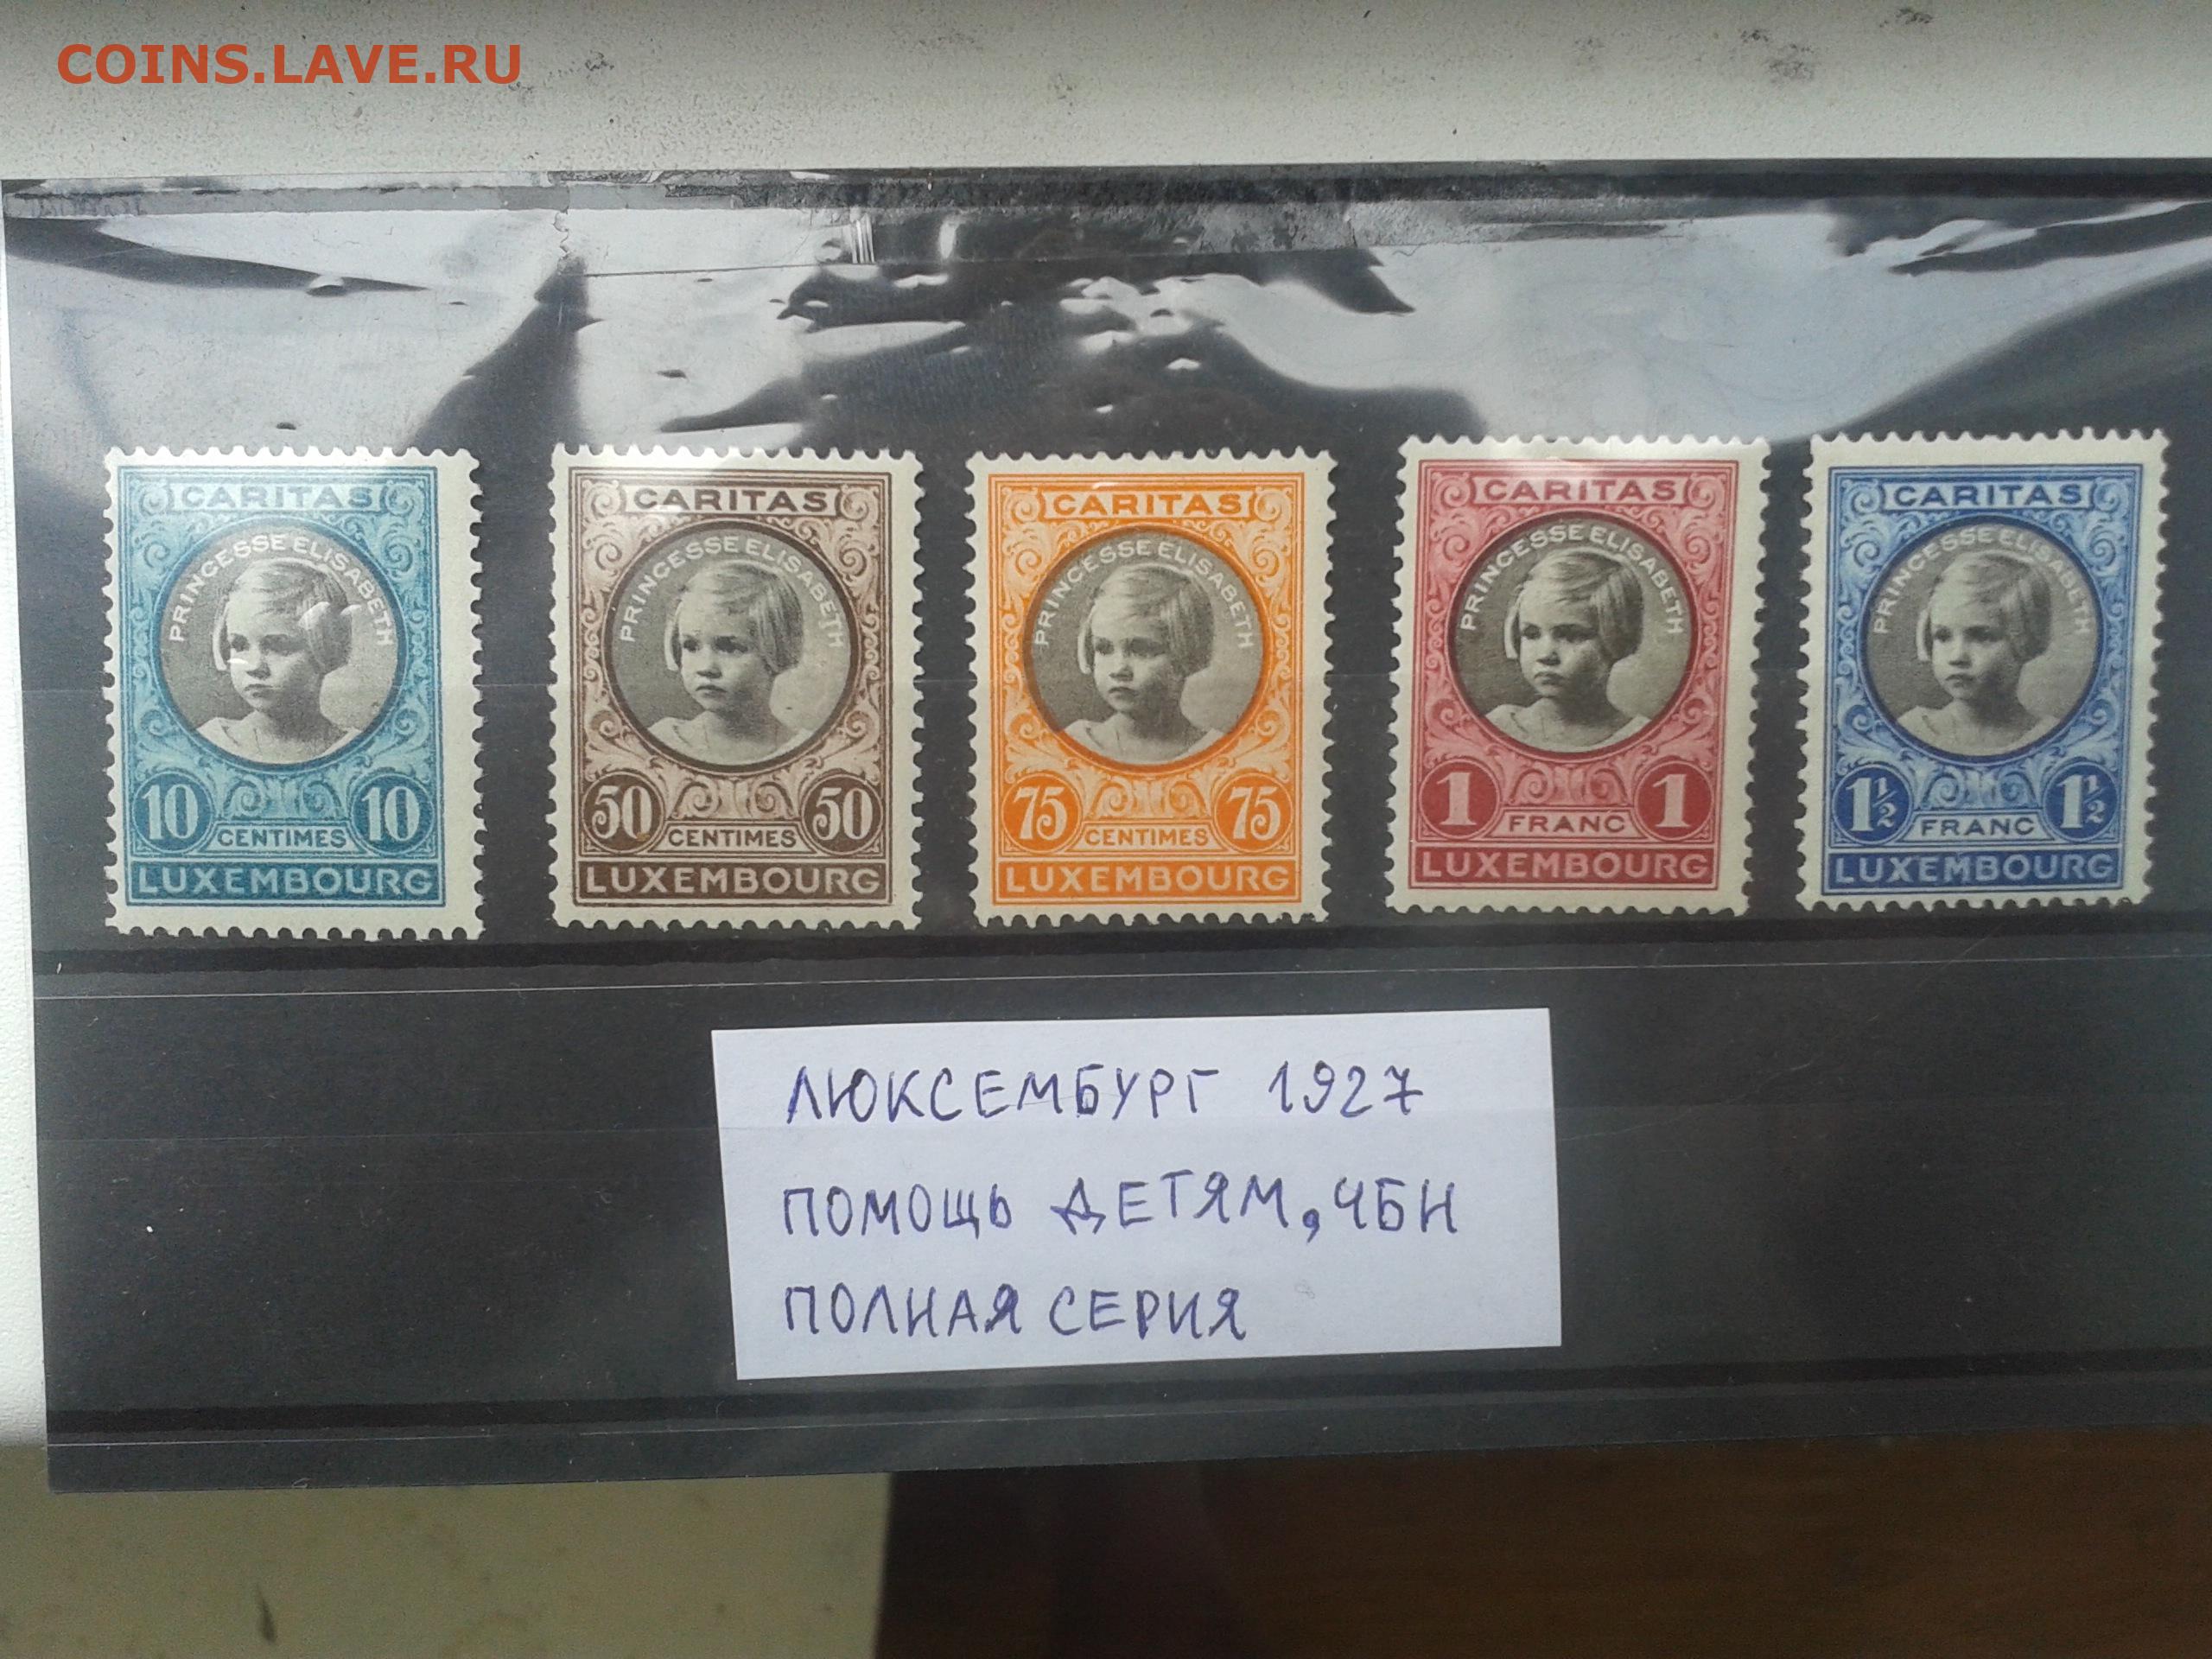 COINS.LAVE.RU
CARITAS
PRINCESSE ELISABETH
10 10
CENTIMES
LUXEMBOURG
CARITAS
PRINCESSE ELISABETH
50 50
CENTIMES
LUXEMBOURG
CARITAS
PRINCESSE ELISABETH
75 75
CENTIMES
LUXEMBOURG
CARITAS
PRINCESSE ELISABETH
1 1
FRANC
LUXEMBOURG
CARITAS
PRINCESSE ELISABETH
1½ 1½
FRANC
LUXEMBOURG
ЛЮКСЕМБУРГ 1927
ПОМОЩЬ ДЕТЯМ, ЧБН
ПОЛНАЯ СЕРИЯ